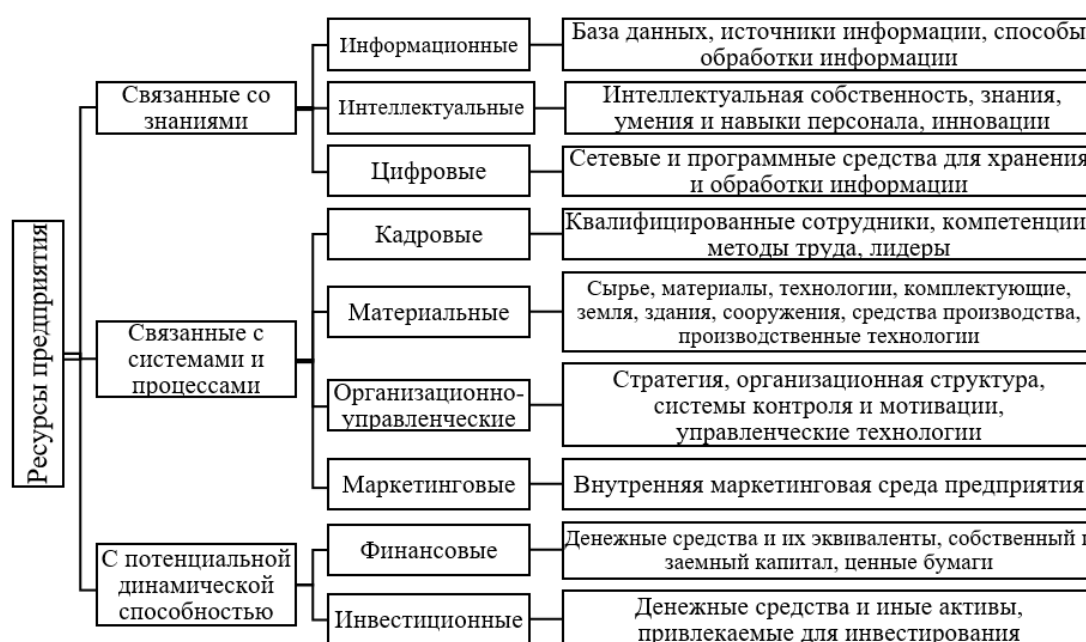 Ресурсы предприятия
Связанные со
знаниями
Информационные
База данных, источники информации, способы
обработки информации
Интеллектуальные
Интеллектуальная собственность, знания,
умения и навыки персонала, инновации
Цифровые
Сетевые и программные средства для хранения
и обработки информации
Связанные с
системами и
процессами
Кадровые
Квалифицированные сотрудники, компетенции
методы труда, лидеры
Материальные
Сырье, материалы, технологии, комплектующие,
земля, здания, сооружения, средства производства,
производственные технологии
Организационно-
управленческие
Стратегия, организационная структура,
системы контроля и мотивации,
управленческие технологии
Маркетинговые
Внутренняя маркетинговая среда предприятия
С потенциальной
динамической
способностью
Финансовые
Денежные средства и их эквиваленты, собственный
заемный капитал, ценные бумаги
Инвестиционные
Денежные средства и иные активы,
привлекаемые для инвестирования